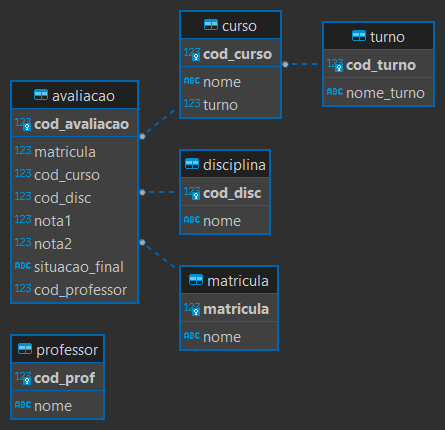 curso
123 cod_curso
ABC nome
123 turno
turno
123 cod_turno
ABC nome_turno
avaliacao
123 cod_avaliacao
123 matricula
123 cod_curso
123 cod_disc
123 nota1
123 nota2
ABC situacao_final
123 cod_professor
disciplina
123 cod_disc
ABC nome
matricula
123 matricula
ABC nome
professor
123 cod_prof
ABC nome